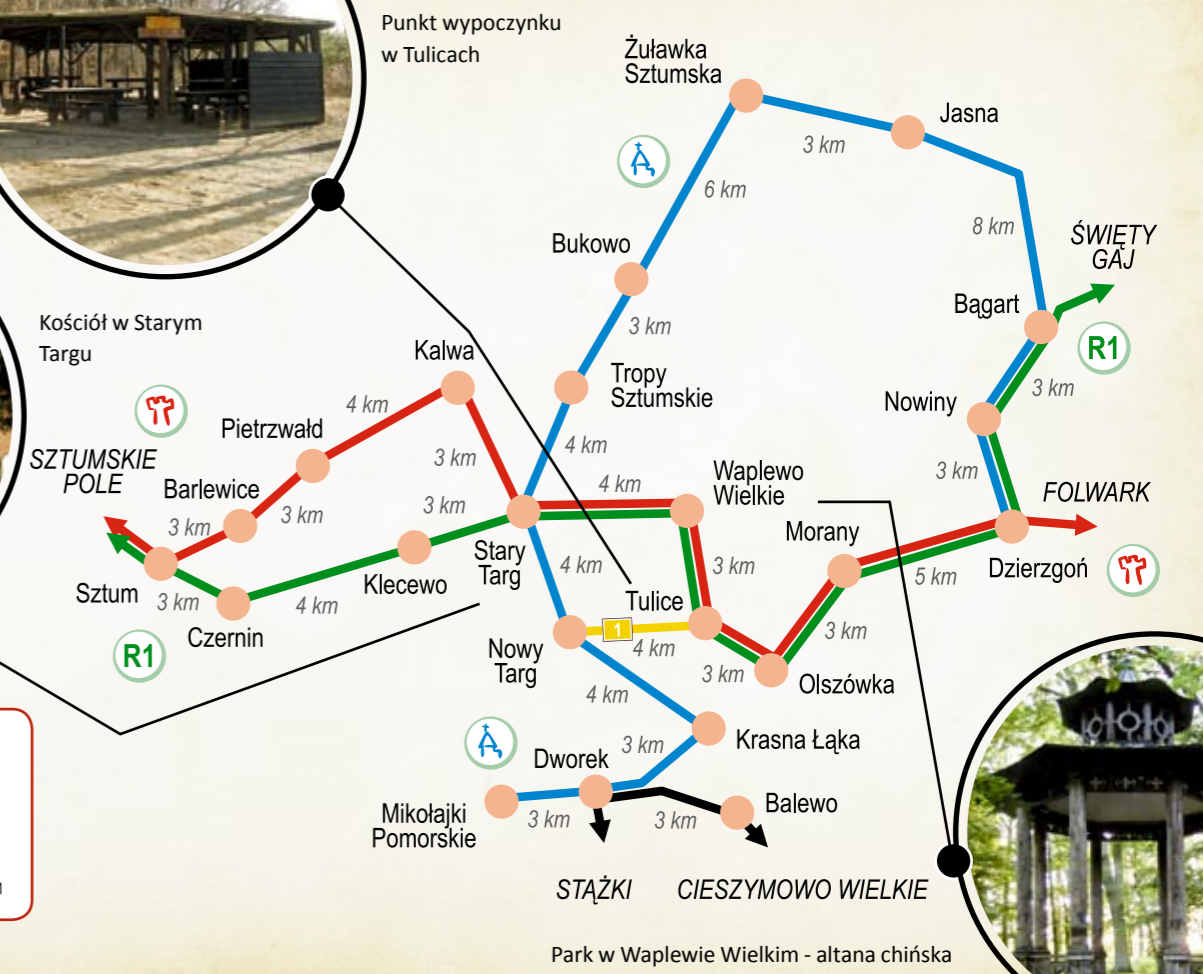 Punkt wypoczynku
w Tulicach
Żuławka
Sztumska
Jasna
3 km
6 km
8 km
ŚWIĘTY
GAJ
Bukowo
Bągart
R1
3 km
Kościół w Starym
Targu
Kalwa
Tropy
Sztumskie
3 km
Nowiny
4 km
Pietrzwałd
4 km
3 km
SZTUMSKIE
POLE
Barlewice
3 km
3 km
3 km
4 km
Waplewo
Wielkie
Morany
3 km
FOLWARK
Dzierzgoń
5 km
Sztum
3 km
Czernin
4 km
Klecewo
Stary
Targ
4 km
Tulice
3 km
3 km
R1
1
4 km
Nowy
Targ
3 km
Olszówka
4 km
Krasna Łąka
3 km
Dworek
Mikołajki
Pomorskie
3 km
3 km
Balewo
STĄŻKI
CIESZYMOWO WIELKIE
Park w Waplewie Wielkim - altana chińska